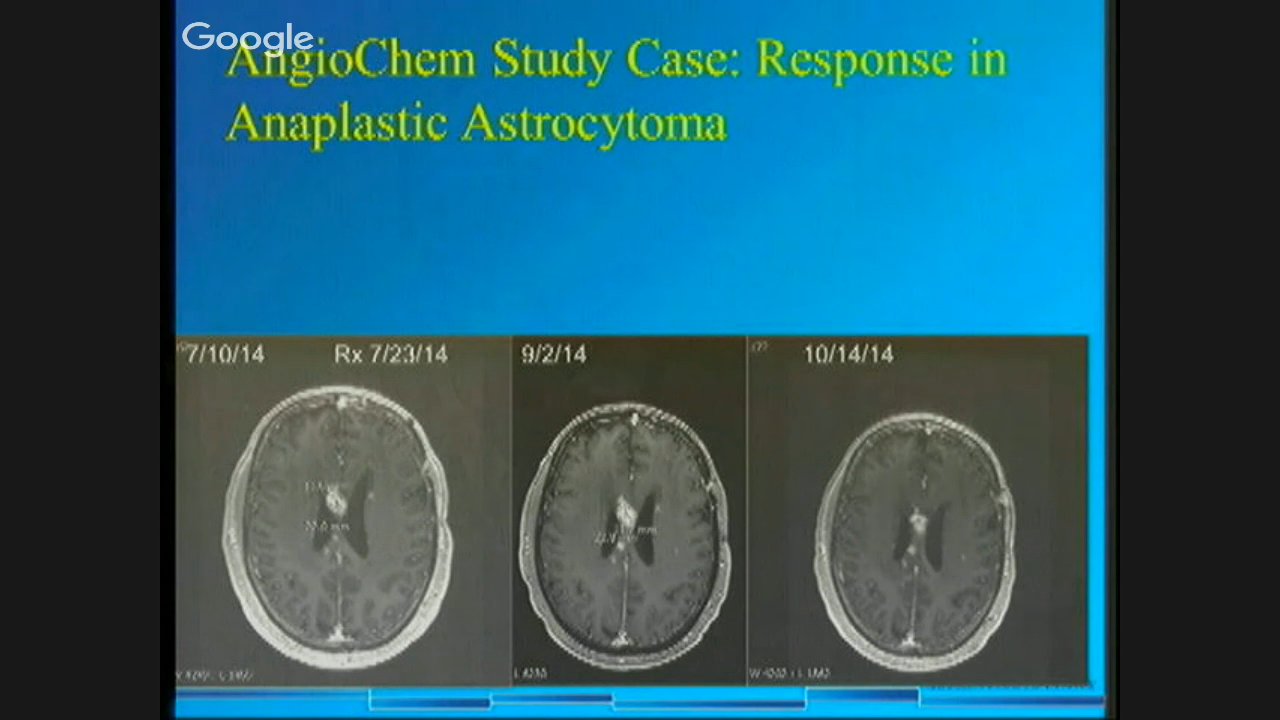 Google
AngioChem Study Case: Response in
Anaplastic Astrocytoma
7/10/14
Rx 7/23/14
9/2/14
10/14/14